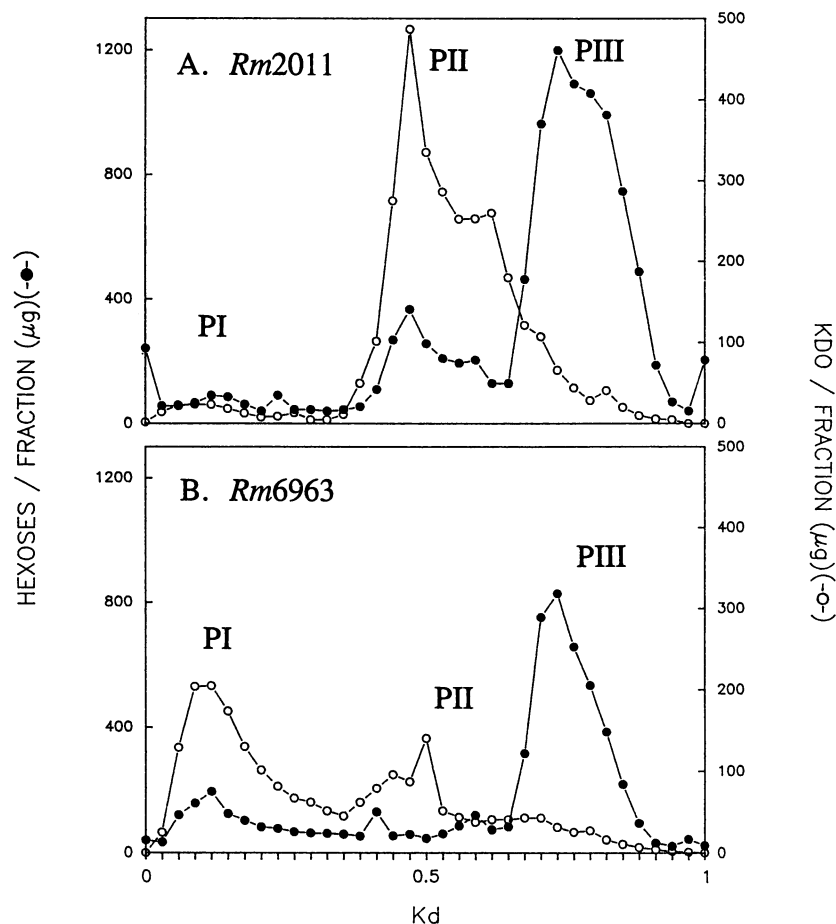 HEXOSES / FRACTION (μg)(-●-)
1200
800
400
0
A. Rm2011
PI
PII
PIII
500
400
300
200
100
0
1200
800
400
0
B. Rm6963
PI
PII
PIII
500
400
300
200
100
0
0
0.5
1
Kd
KDO / FRACTION (μg)(-o-)